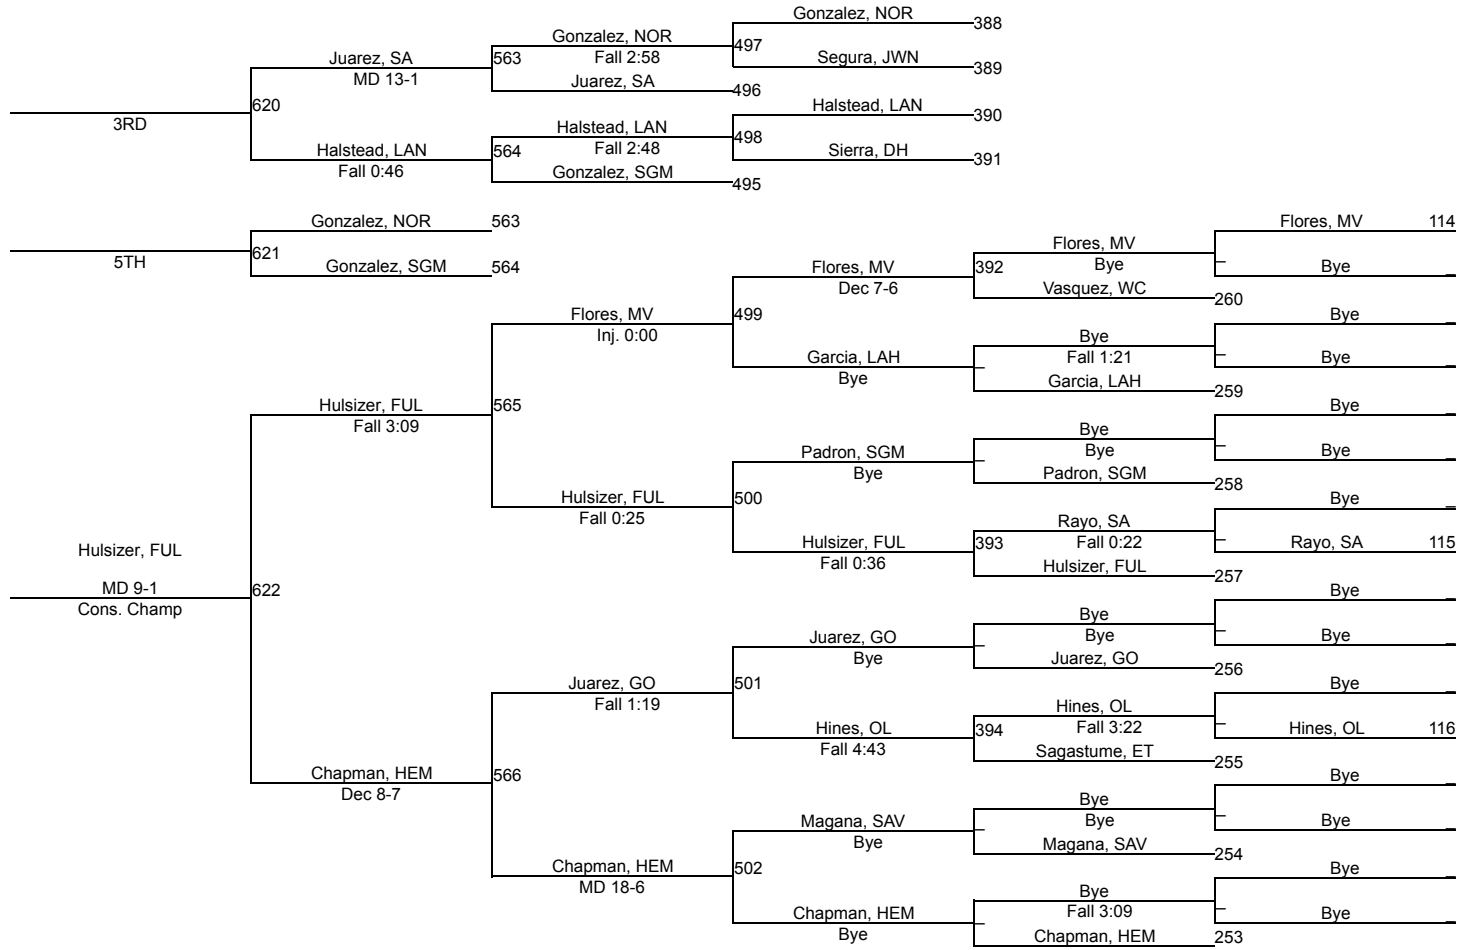 Gonzalez, NOR 388
Gonzalez, NOR 497
Juarez, SA 563 Fall 2:58 Segura, JWN 389
MD 13-1 Juarez, SA 496
620 Halstead, LAN 390
3RD Halstead, LAN 498
Halstead, LAN 564 Fall 2:48 Sierra, DH 391
Fall 0:46 Gonzalez, SGM 495
Gonzalez, NOR 563 Flores, MV 114
621 Flores, MV _
5TH Gonzalez, SGM 564 Flores, MV 392 Bye Bye _
Dec 7-6 Vasquez, WC 260
Flores, MV 499 Bye _
Inj. 0:00 Bye _
Garcia, LAH _ Fall 1:21 Bye _
Bye Garcia, LAH 259
Hulsizer, FUL 565 Bye _
Fall 3:09 Bye _
Padron, SGM _ Bye Bye _
Bye Padron, SGM 258
Hulsizer, FUL 500 Bye _
Fall 0:25 Rayo, SA _
Hulsizer, FUL 393 Fall 0:22 Rayo, SA 115
Hulsizer, FUL Fall 0:36 Hulsizer, FUL 257
MD 9-1 622 Bye _
Cons. Champ Bye _
Juarez, GO _ Bye Bye _
Bye Juarez, GO 256
Juarez, GO 501 Bye _
Fall 1:19 Hines, OL _
Hines, OL 394 Fall 3:22 Hines, OL 116
Fall 4:43 Sagastume, ET 255
Chapman, HEM 566 Bye _
Dec 8-7 Bye _
Magana, SAV _ Bye Bye _
Bye Magana, SAV 254
Chapman, HEM 502 Bye _
MD 18-6 Bye _
Chapman, HEM _ Fall 3:09 Bye _
Bye Chapman, HEM 253